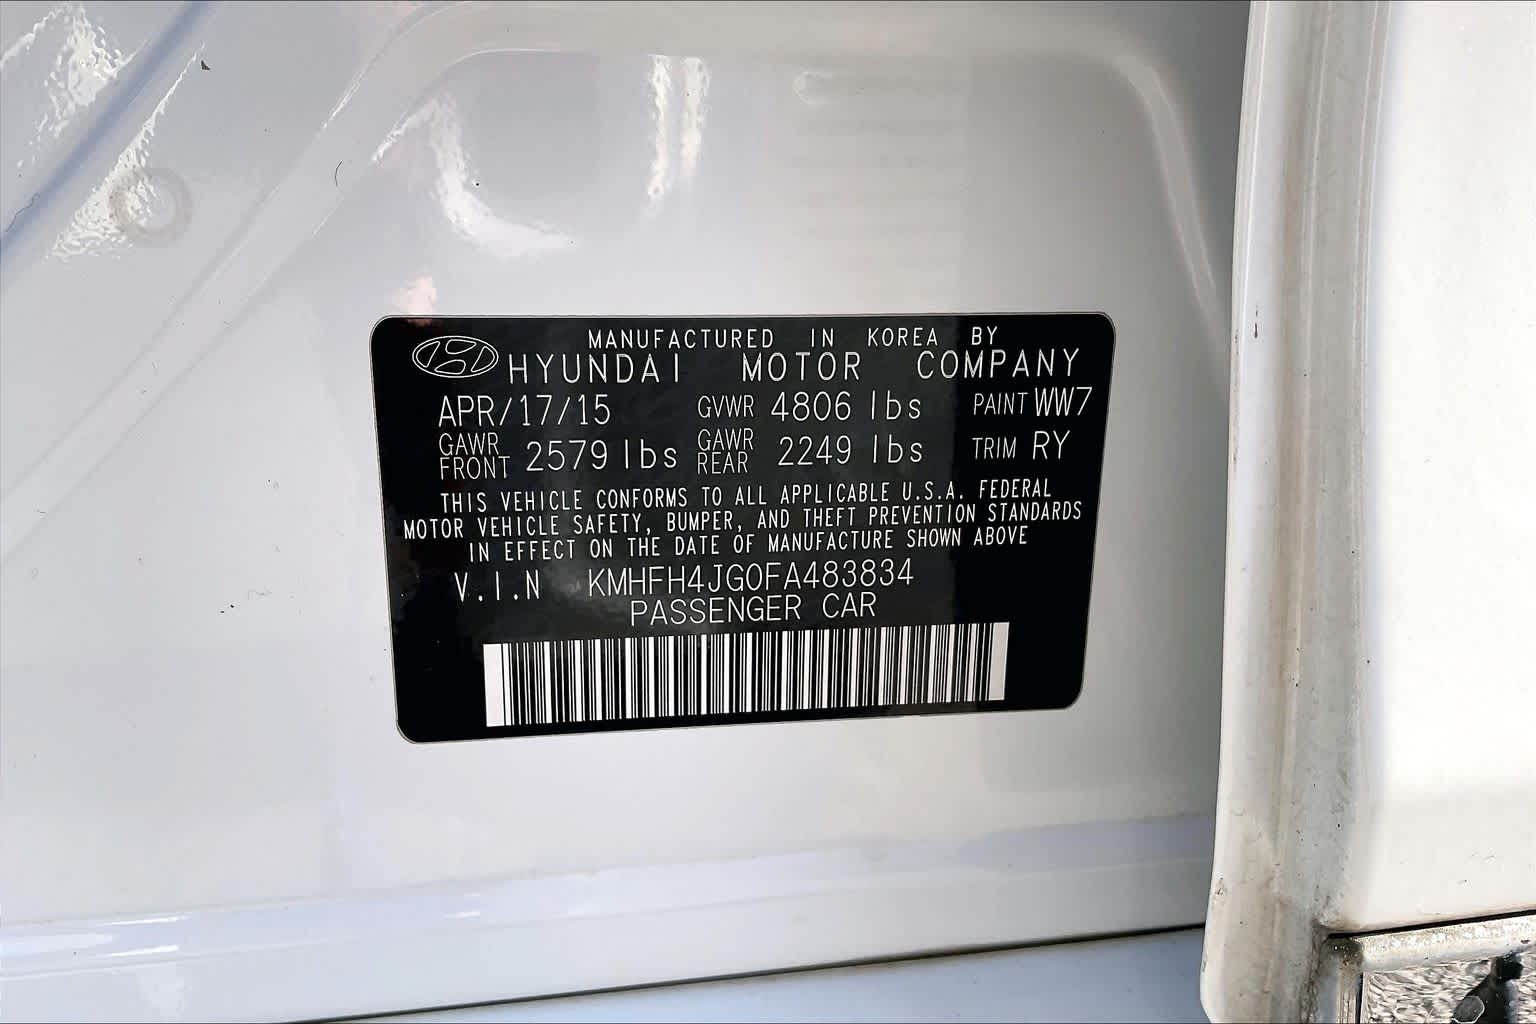 MANUFACTURED IN KOREA BY
HYUNDAI MOTOR COMPANY
APR/17/15 GVWR 4806 lbs PAINT WW7
GAWR FRONT 2579 lbs GAWR REAR 2249 lbs TRIM RY
THIS VEHICLE CONFORMS TO ALL APPLICABLE U.S.A. FEDERAL
MOTOR VEHICLE SAFETY, BUMPER, AND THEFT PREVENTION STANDARDS
IN EFFECT ON THE DATE OF MANUFACTURE SHOWN ABOVE
V.I.N KMHFH4JG0FA483834
PASSENGER CAR